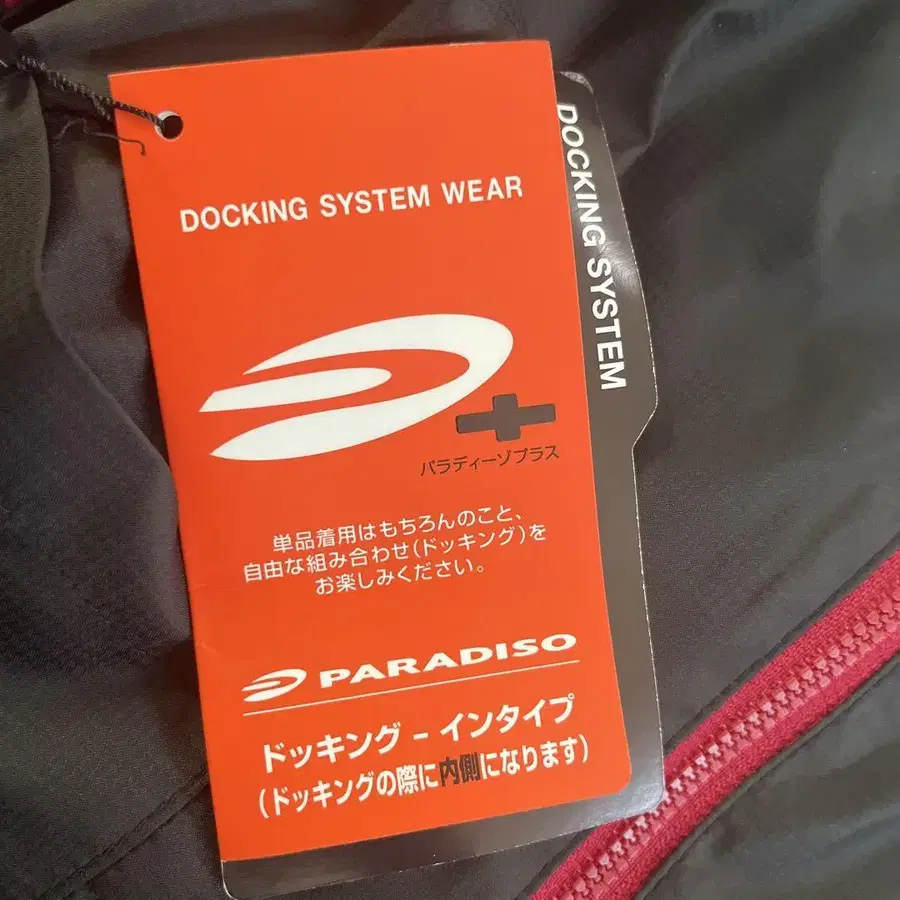 DOCKING SYSTEM WEAR
パラディーゾプラス
単品着用はもちろんのこと、
自由な組み合わせ(ドッキング)を
お楽しみください。
PARADISO
ドッキング - インタイプ
(ドッキングの際に内側になります)
DOCKING SYSTEM